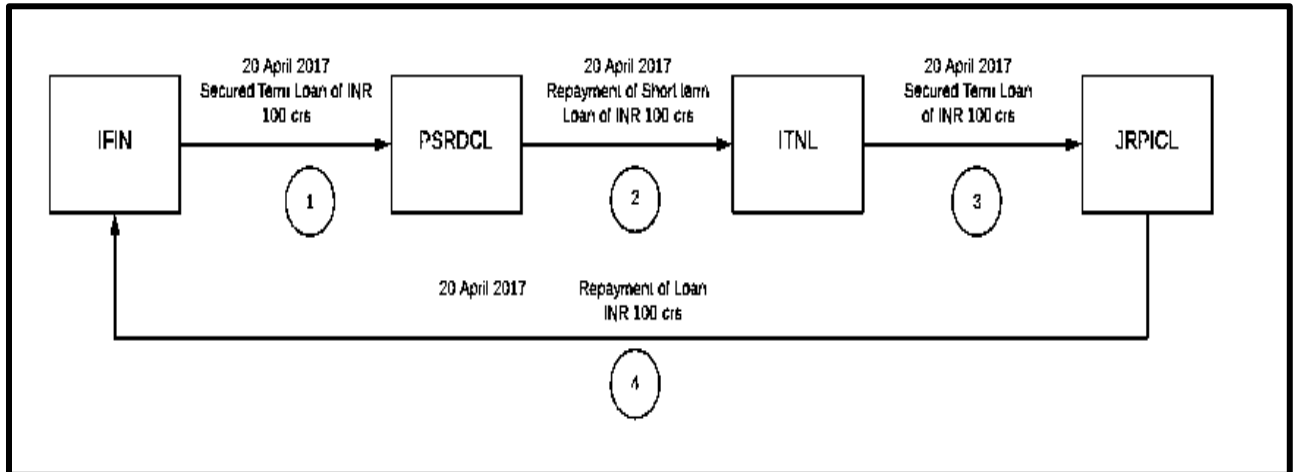 20 April 2017
Secured Term Loan of INR
100 crs
20 April 2017
Repayment of Short term
Loan of INR 100 crs
20 April 2017
Secured Term Loan
of INR 100 crs
IFIN
PSRDCL
ITNL
JRPICL
1
2
3
20 April 2017
Repayment of Loan
INR 100 crs
4